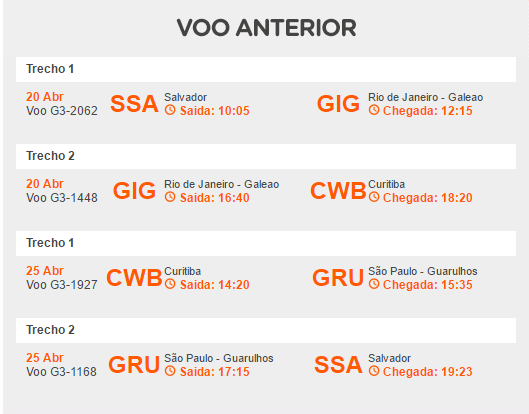 VOO ANTERIOR
Trecho 1
20 Abr
Voo G3-2062
SSA
Salvador
Saida: 10:05
GIG
Rio de Janeiro - Galeao
Chegada: 12:15
Trecho 2
20 Abr
Voo G3-1448
GIG
Rio de Janeiro - Galeao
Saida: 16:40
CWB
Curitiba
Chegada: 18:20
Trecho 1
25 Abr
Voo G3-1927
CWB
Curitiba
Saida: 14:20
GRU
São Paulo - Guarulhos
Chegada: 15:35
Trecho 2
25 Abr
Voo G3-1168
GRU
São Paulo - Guarulhos
Saida: 17:15
SSA
Salvador
Chegada: 19:23